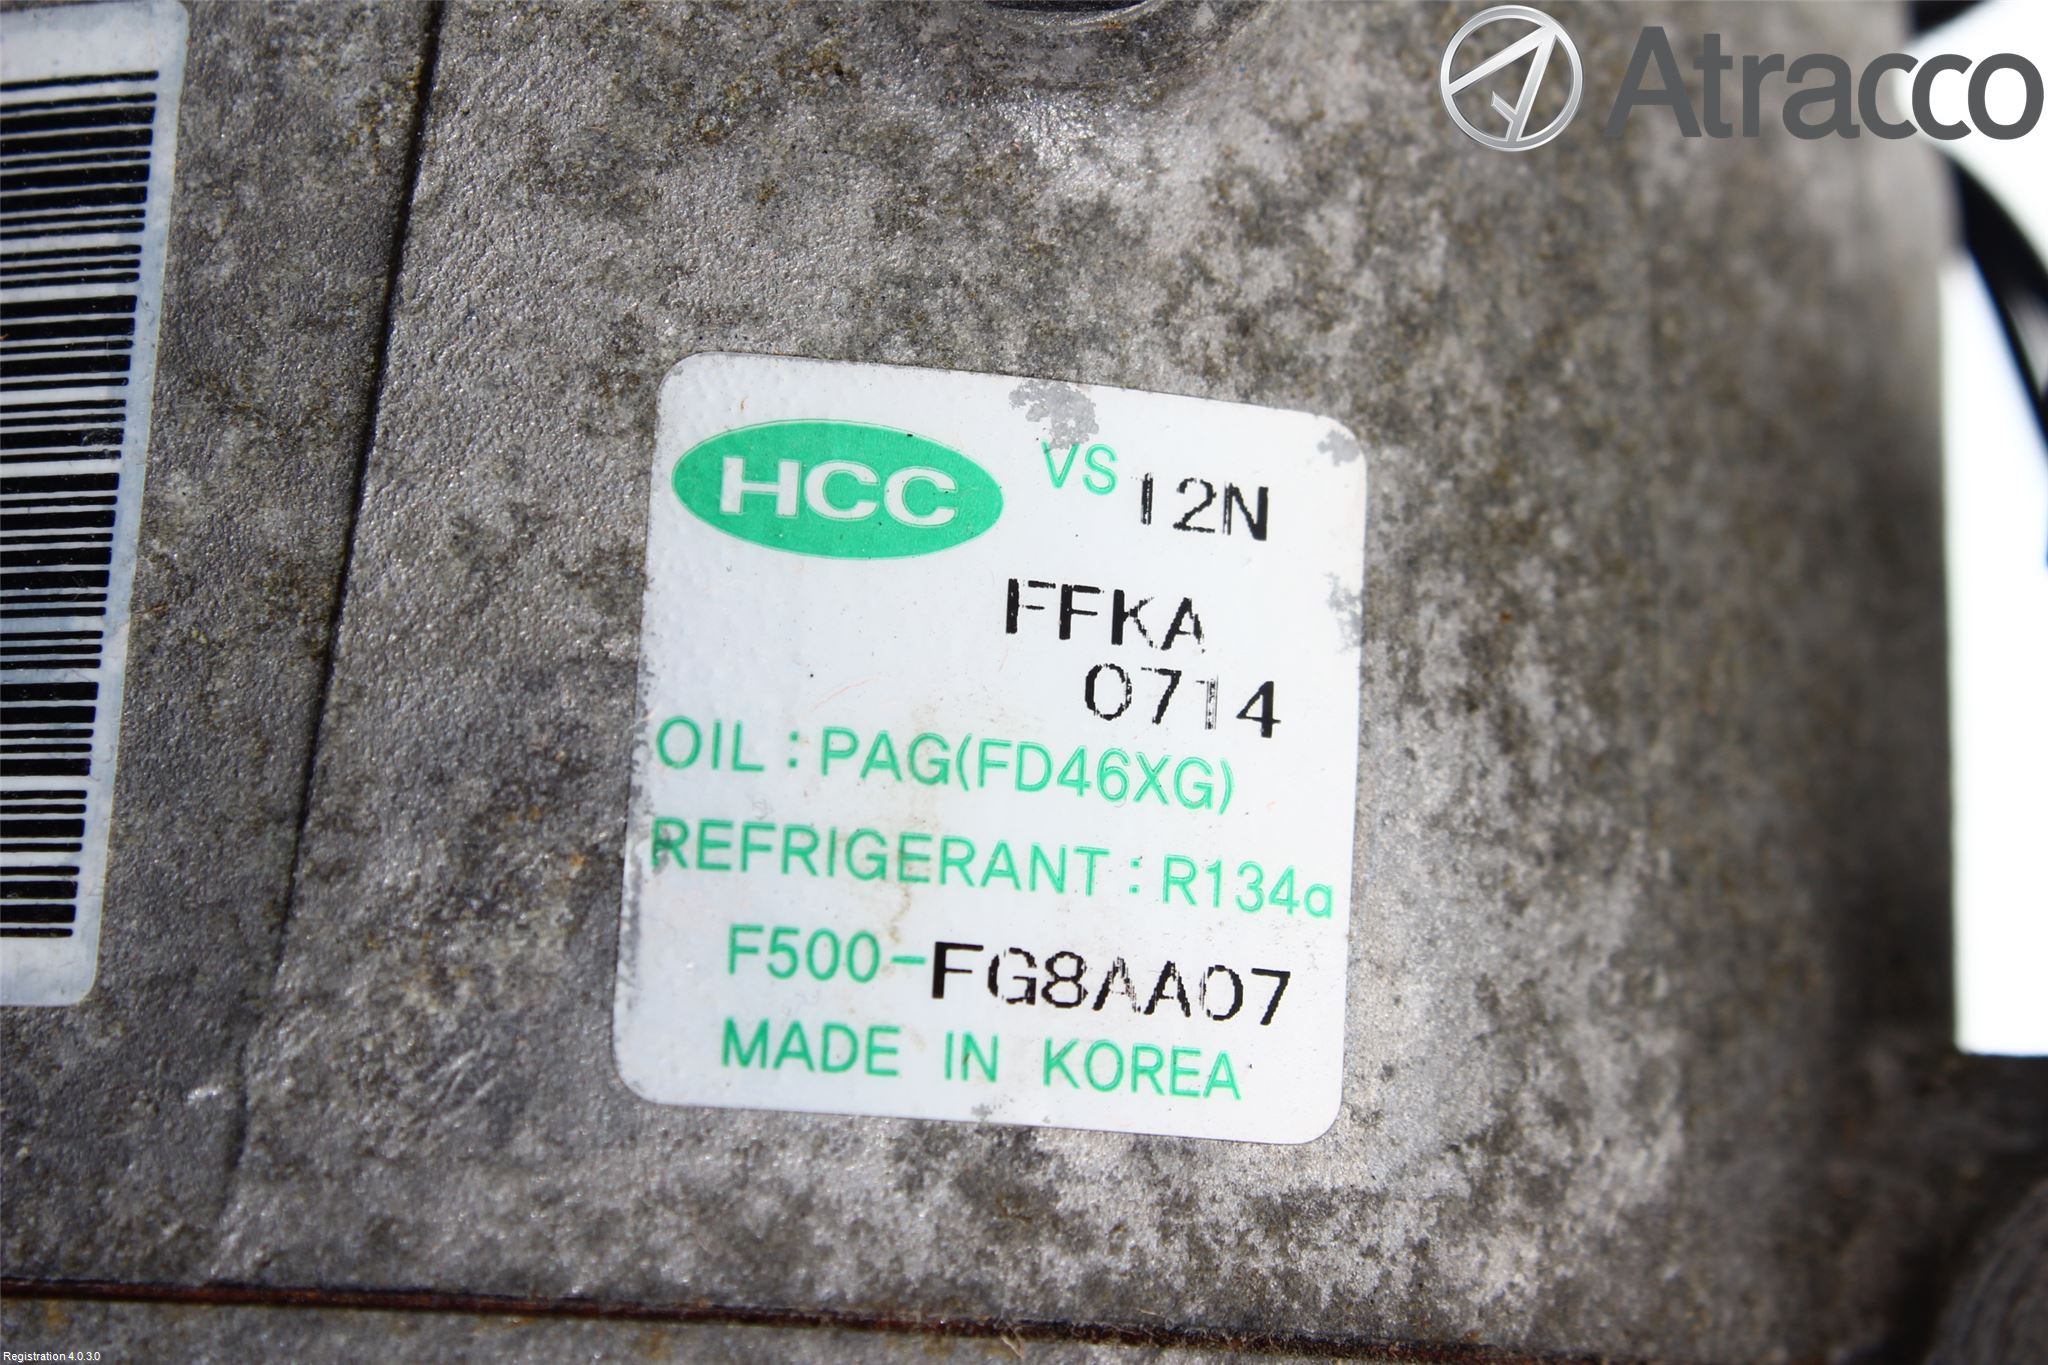 Atracco
HCC VS 12N
FFKA
0714
OIL : PAG(FD46XG)
REFRIGERANT : R134a
F500-FG8AA07
MADE IN KOREA
Registration 4.0.3.0